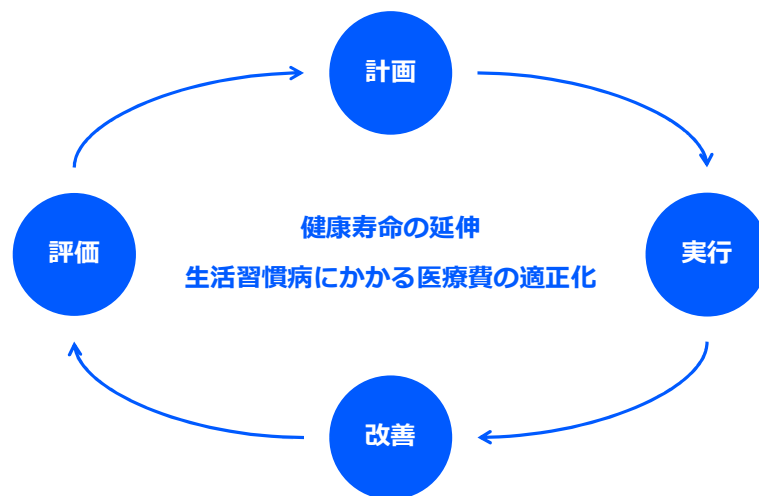 計画
評価
健康寿命の延伸
生活習慣病にかかる医療費の適正化
実行
改善